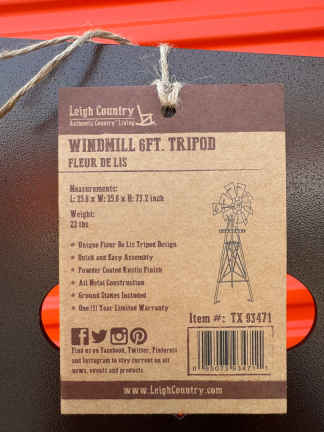 Leigh Country
Authentic Country Living
WINDMILL 6FT. TRIPOD
FLEUR DE LIS
Measurements:
L: 25.6 x W: 25.6 x H: 73.2 inch
Weight:
22 lbs
Unique Fleur De Lis Tripod Design
Quick and Easy Assembly
Powder Coated Rustic Finish
All Metal Construction
Ground Stakes Included
One (1) Year Limited Warranty
Find us on Facebook, Twitter, Pinterest
and Instagram to stay current on all
news, events and products.
Item #: TX 93471
www.LeighCountry.com